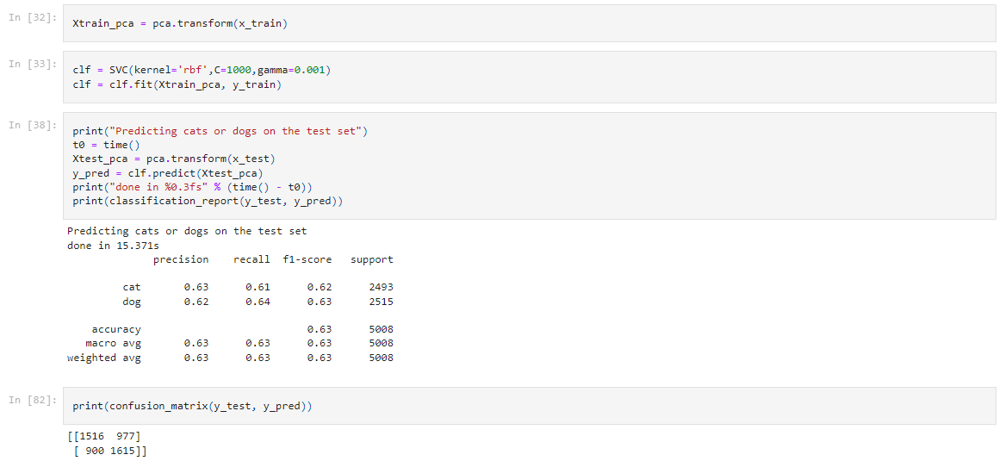 In [32]:
Xtrain_pca = pca.transform(x_train)
In [33]:
clf = SVC(kernel='rbf',C=1000,gamma=0.001)
clf = clf.fit(Xtrain_pca, y_train)
In [38]:
print("Predicting cats or dogs on the test set")
t0 = time()
Xtest_pca = pca.transform(x_test)
y_pred = clf.predict(Xtest_pca)
print("done in %0.3fs" % (time() - t0))
print(classification_report(y_test, y_pred))
Predicting cats or dogs on the test set
done in 15.371s
precision    recall  f1-score   support
cat       0.63      0.61      0.62      2493
dog       0.62      0.64      0.63      2515
accuracy                           0.63      5008
macro avg       0.63      0.63      0.63      5008
weighted avg       0.63      0.63      0.63      5008
In [82]:
print(confusion_matrix(y_test, y_pred))
[[1516  977]
[ 900 1615]]